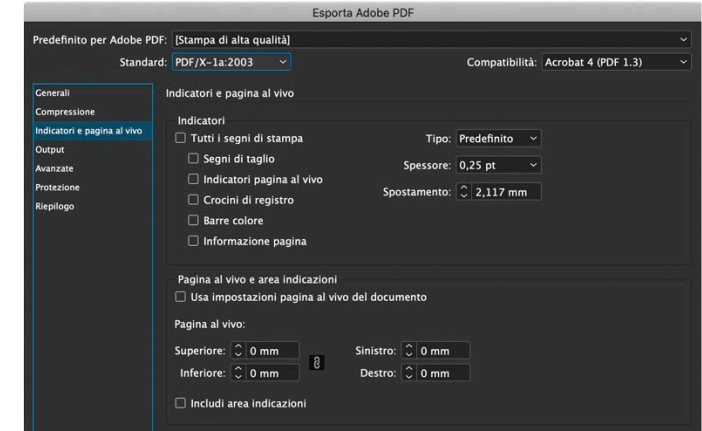 Esporta Adobe PDF
Predefinito per Adobe PDF: [Stampa di alta qualità]
Standard: PDF/X-1a:2003 Compatibilità: Acrobat 4 (PDF 1.3)
Generali
Compressione
Indicatori e pagina al vivo
Output
Avanzate
Protezione
Riepilogo
Indicatori e pagina al vivo
Indicatori
Tutti i segni di stampa Tipo: Predefinito
Segni di taglio Spessore: 0,25 pt
Indicatori pagina al vivo Spostamento: 2,117 mm
Crocini di registro
Barre colore
Informazione pagina
Pagina al vivo e area indicazioni
Usa impostazioni pagina al vivo del documento
Pagina al vivo:
Superiore: 0 mm Sinistro: 0 mm
Inferiore: 0 mm Destro: 0 mm
Includi area indicazioni